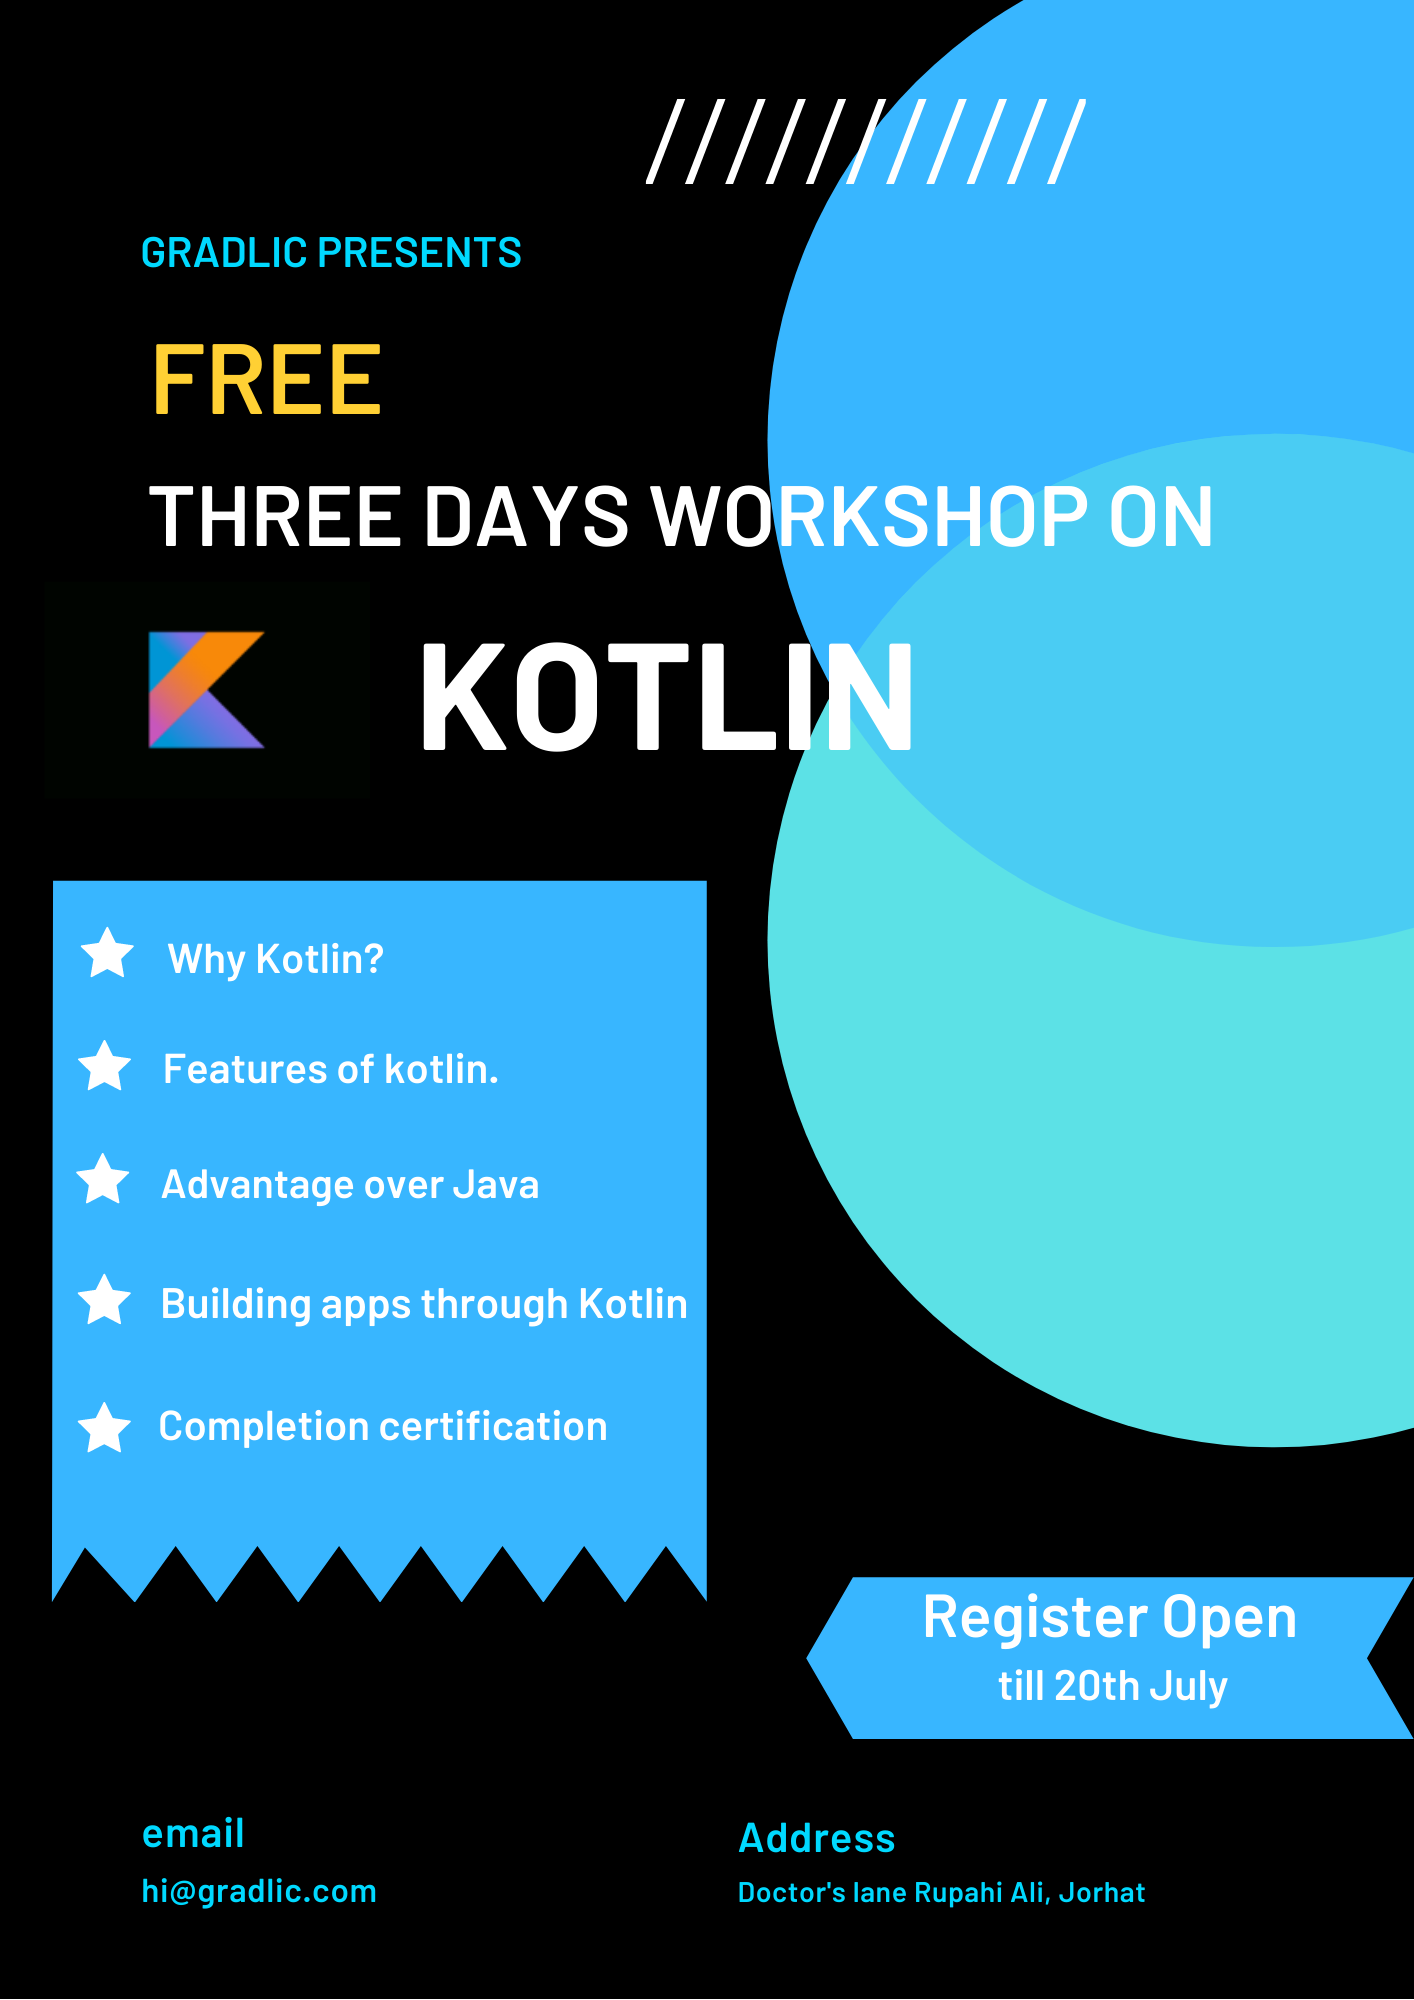 GRADLIC PRESENTS
FREE
THREE DAYS WORKSHOP ON
KOTLIN
Why Kotlin?
Features of kotlin.
Advantage over Java
Building apps through Kotlin
Completion certification
Register Open
till 20th July
email
hi@gradlic.com
Address
Doctor's lane Rupahi Ali, Jorhat